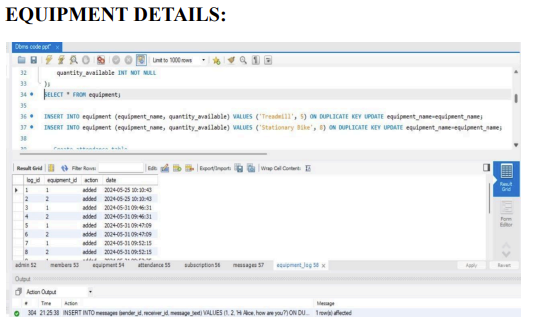 EQUIPMENT DETAILS:
Dbms code ppt* x
Limit to 1000 rows
32 quantity_available INT NOT NULL
33 );
34 SELECT * FROM equipment;
35
36 INSERT INTO equipment (equipment_name, quantity_available) VALUES ('Treadmill', 5) ON DUPLICATE KEY UPDATE equipment_name=equipment_name;
37 INSERT INTO equipment (equipment_name, quantity_available) VALUES ('Stationary Bike', 8) ON DUPLICATE KEY UPDATE equipment_name=equipment_name;
38
Create attendance table
Result Grid Filter Rows: Edit: Export/Import: Wrap Cell Content:
log_id equipment_id action date
1 1 added 2024-05-25 10:10:43
2 2 added 2024-05-25 10:10:43
3 1 added 2024-05-31 09:46:31
4 2 added 2024-05-31 09:46:31
5 1 added 2024-05-31 09:47:09
6 2 added 2024-05-31 09:47:09
7 1 added 2024-05-31 09:52:15
8 2 added 2024-05-31 09:52:15
Result Grid
Form Editor
admin 52 members 53 equipment 54 attendance 55 subscription 56 messages 57 equipment_log 58 x Apply Revert
Output
Action Output
# Time Action Message
304 21:25:38 INSERT INTO messages (sender_id, receiver_id, message_text) VALUES (1, 2, 'Hi Alice, how are you?') ON DU... 1 row(s) affected